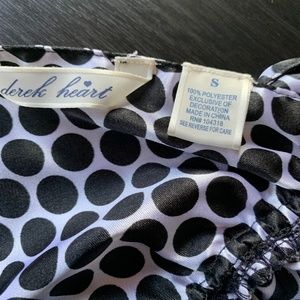 derek heart
S
100% POLYESTER
EXCLUSIVE OF
DECORATION
MADE IN CHINA
RN# 104318
SEE REVERSE FOR CARE